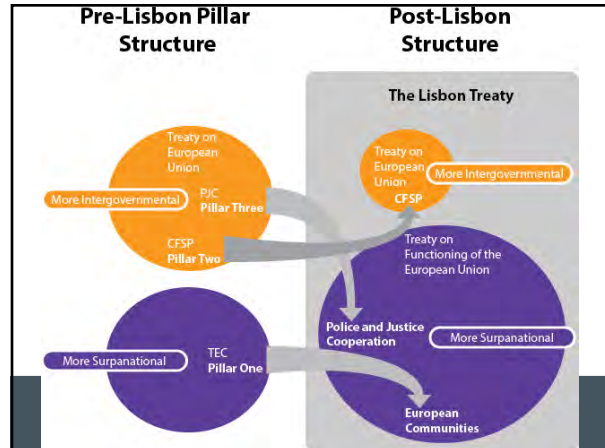 Pre-Lisbon Pillar
Structure
Post-Lisbon
Structure
The Lisbon Treaty
Treaty on
European
Union
More Intergovernmental
PJC
Pillar Three
CFSP
Pillar Two
Treaty on
European
Union
CFSP
More Intergovernmental
Treaty on
Functioning of the
European Union
Police and Justice
Cooperation
More Surpanational
More Surpanational
TEC
Pillar One
European
Communities